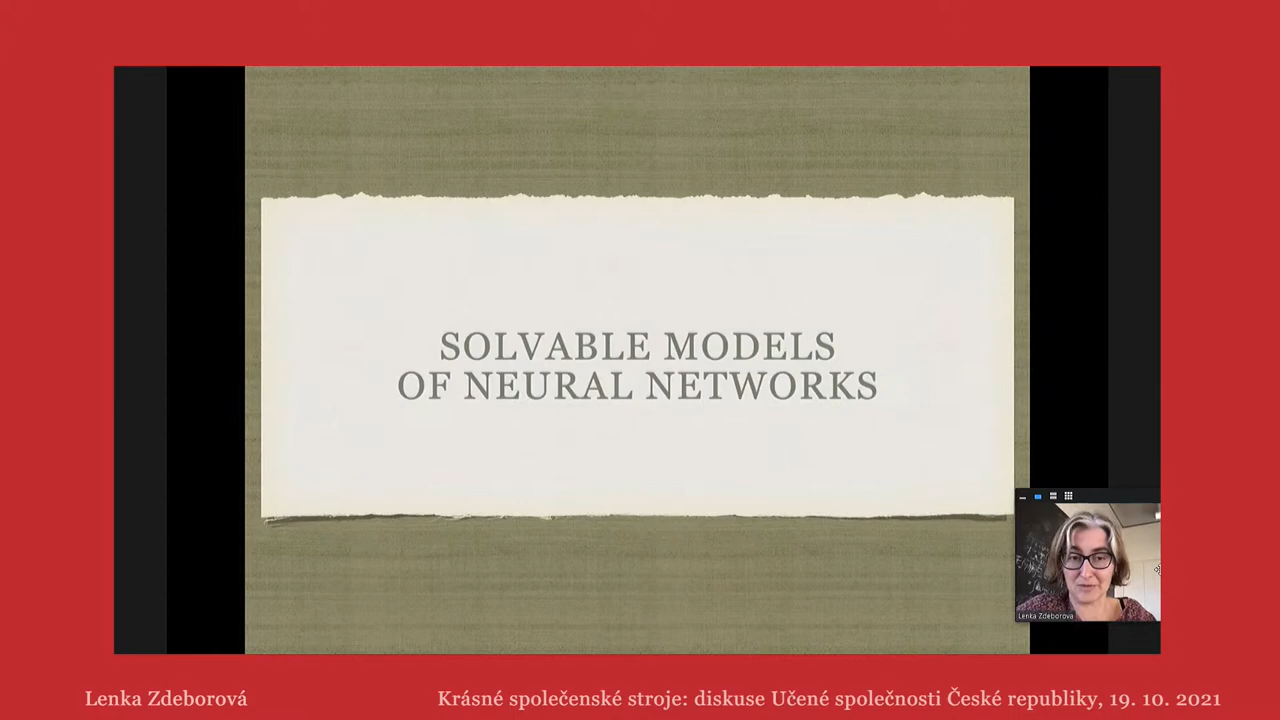 SOLVABLE MODELS
OF NEURAL NETWORKS
Lenka Zdeborova
Lenka Zdeborová
Krásné společenské stroje: diskuse Učené společnosti České republiky, 19. 10. 2021